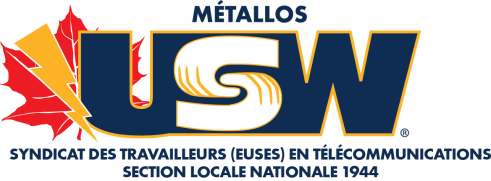 MÉTALLOS
USW®
SYNDICAT DES TRAVAILLEURS (EUSES) EN TÉLÉCOMMUNICATIONS
SECTION LOCALE NATIONALE 1944